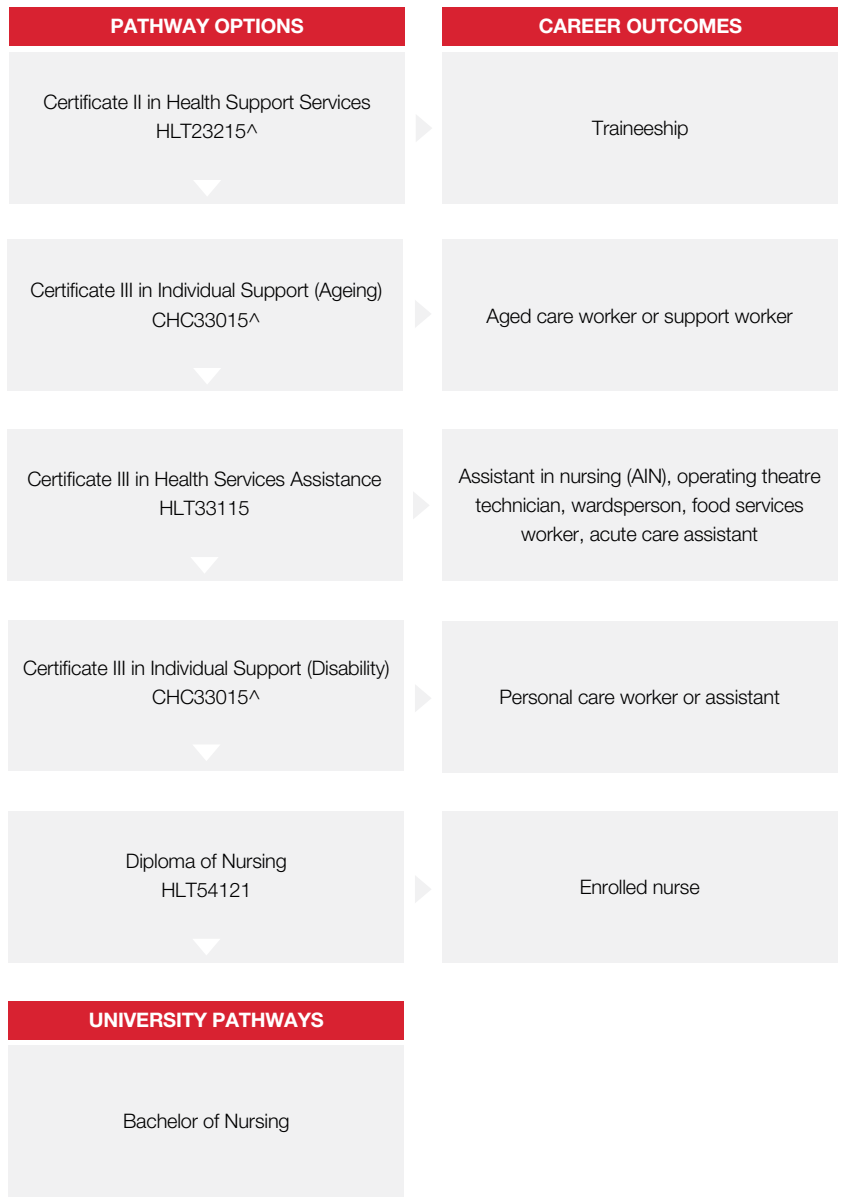 PATHWAY OPTIONS
CAREER OUTCOMES
Certificate II in Health Support Services
HLT23215^
Traineeship
Certificate III in Individual Support (Ageing)
CHC33015^
Aged care worker or support worker
Certificate III in Health Services Assistance
HLT33115
Assistant in nursing (AIN), operating theatre
technician, wardsperson, food services
worker, acute care assistant
Certificate III in Individual Support (Disability)
CHC33015^
Personal care worker or assistant
Diploma of Nursing
HLT54121
Enrolled nurse
UNIVERSITY PATHWAYS
Bachelor of Nursing